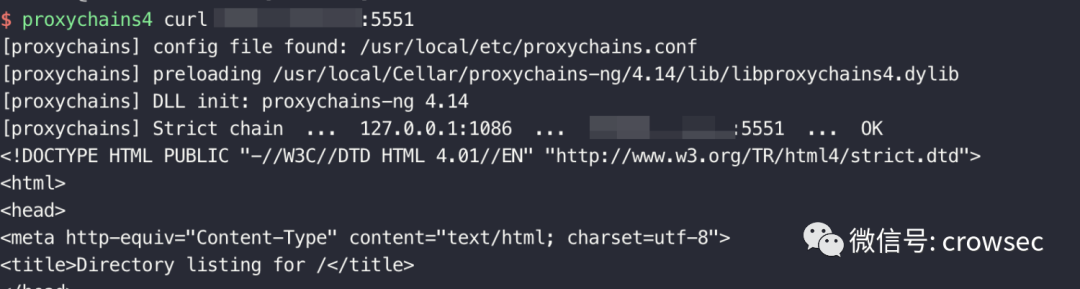 $ proxychains4 curl :5551
[proxychains] config file found: /usr/local/etc/proxychains.conf
[proxychains] preloading /usr/local/Cellar/proxychains-ng/4.14/lib/libproxychains4.dylib
[proxychains] DLL init: proxychains-ng 4.14
[proxychains] Strict chain ... 127.0.0.1:1086 ... :5551 ... OK
<!DOCTYPE HTML PUBLIC "-//W3C//DTD HTML 4.01//EN" "http://www.w3.org/TR/html4/strict.dtd">
<html>
<head>
<meta http-equiv="Content-Type" content="text/html; charset=utf-8">
微信号: crowsec
<title>Directory listing for /</title>